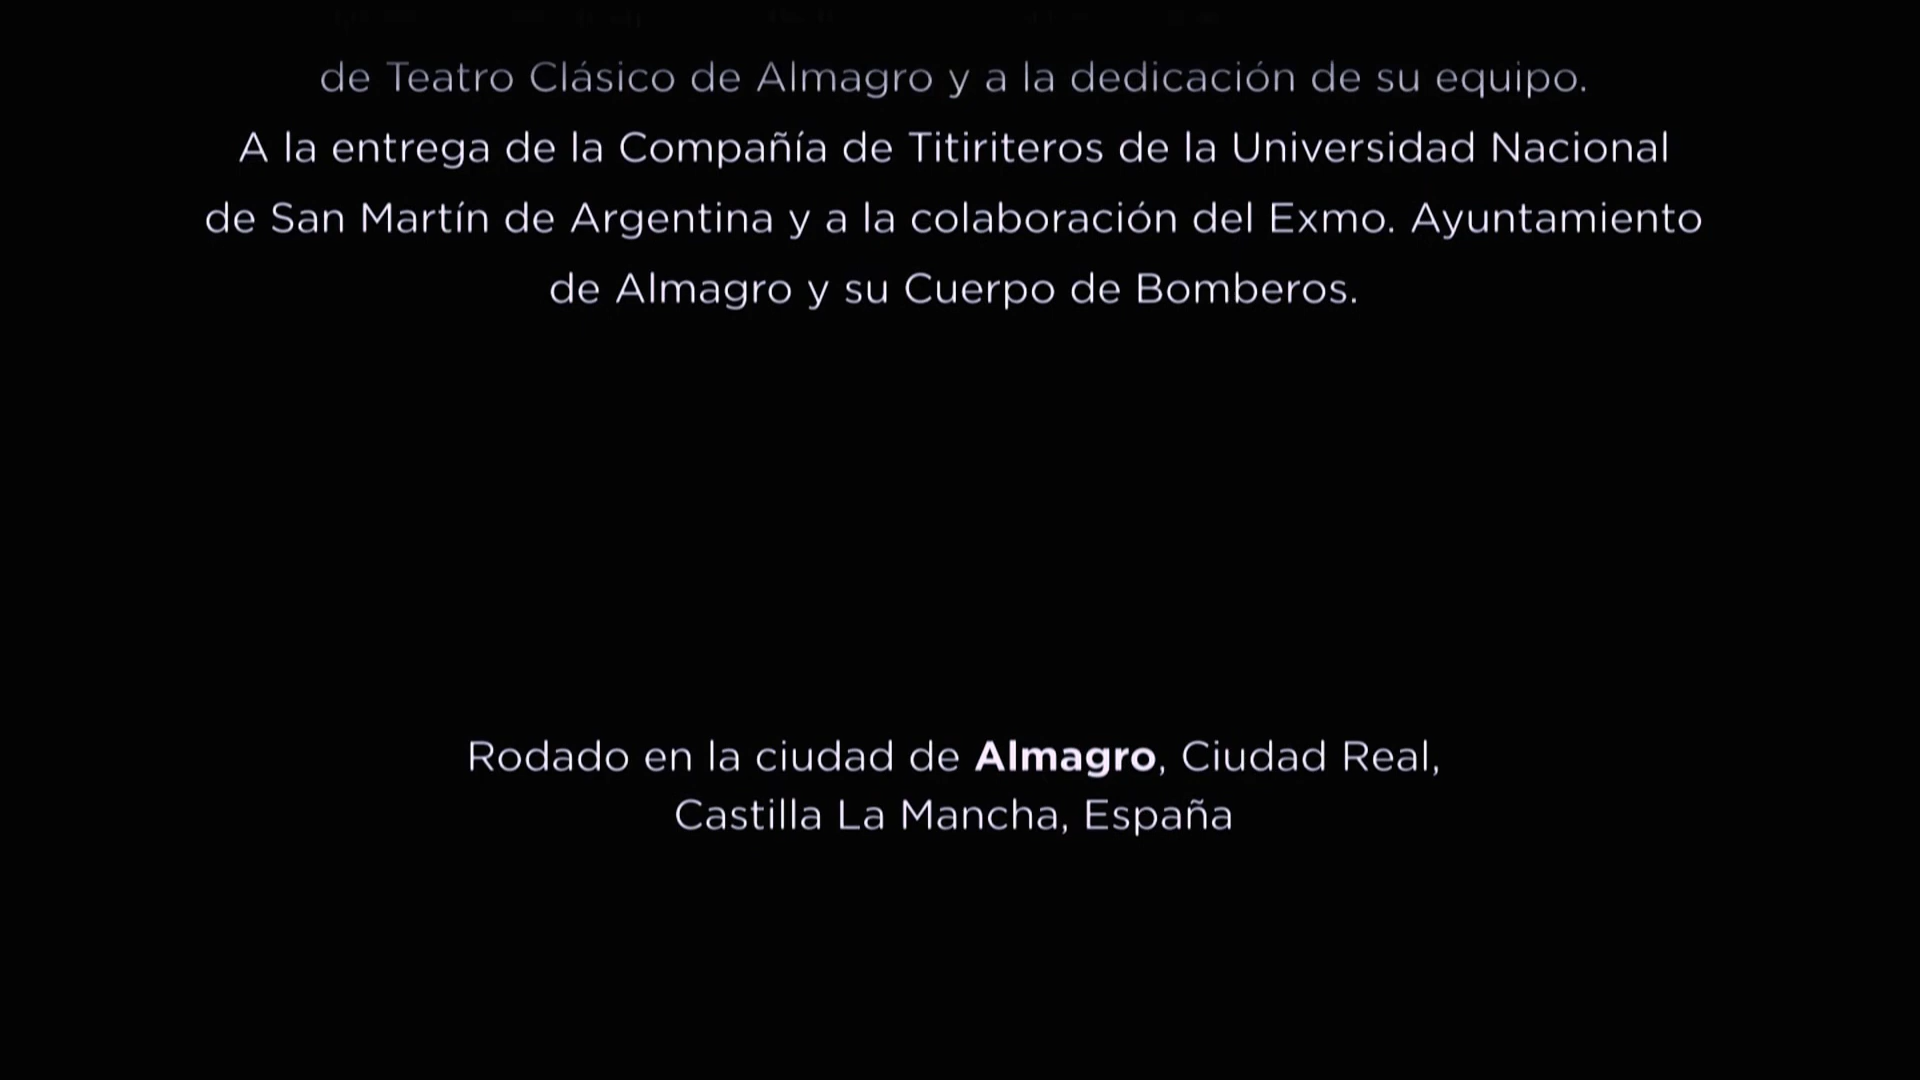 de Teatro Clásico de Almagro y a la dedicación de su equipo.
A la entrega de la Compañía de Titiriteros de la Universidad Nacional
de San Martín de Argentina y a la colaboración del Exmo. Ayuntamiento
de Almagro y su Cuerpo de Bomberos.
Rodado en la ciudad de Almagro, Ciudad Real,
Castilla La Mancha, España